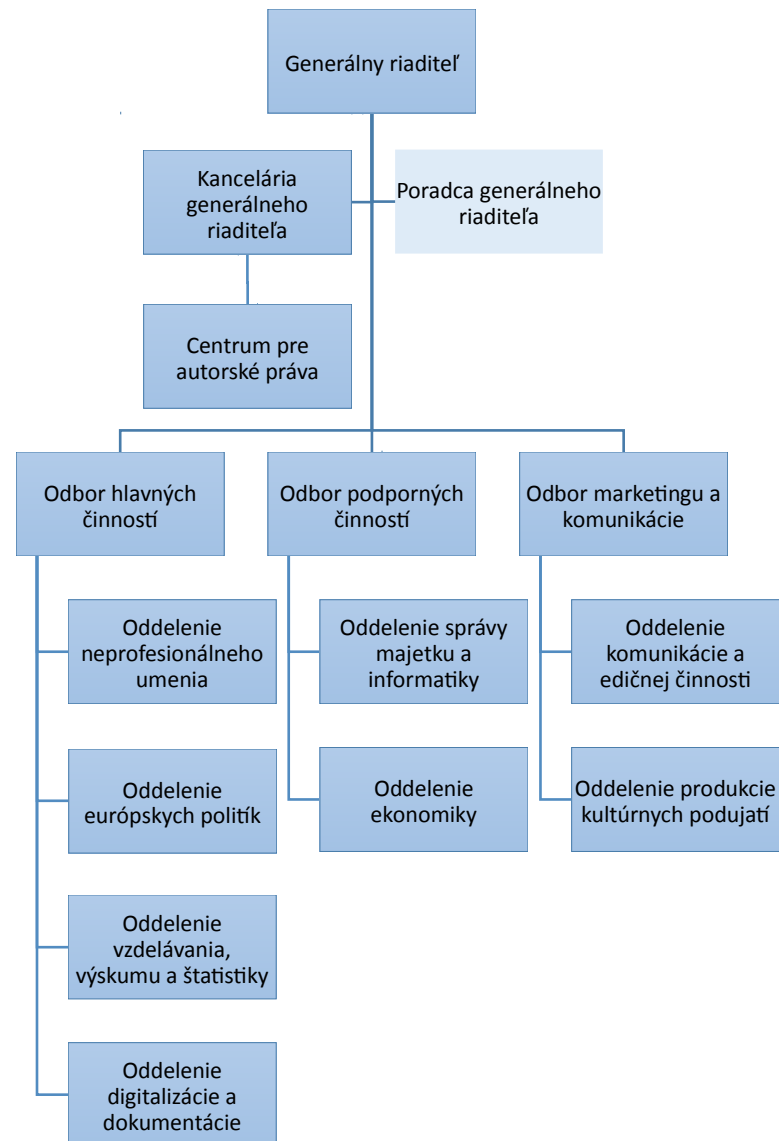 Generálny riaditeľ
Kancelária
generálneho
riaditeľa
Poradca generálneho
riaditeľa
Centrum pre
autorské práva
Odbor hlavných
činností
Odbor podporných
činností
Odbor marketingu a
komunikácie
Oddelenie
neprofesionálneho
umenia
Oddelenie správy
majetku a
informatiky
Oddelenie
komunikácie a
edičnej činnosti
Oddelenie
európskych politík
Oddelenie
ekonomiky
Oddelenie produkcie
kultúrnych podujatí
Oddelenie
vzdelávania,
výskumu a štatistiky
Oddelenie
digitalizácie a
dokumentácie